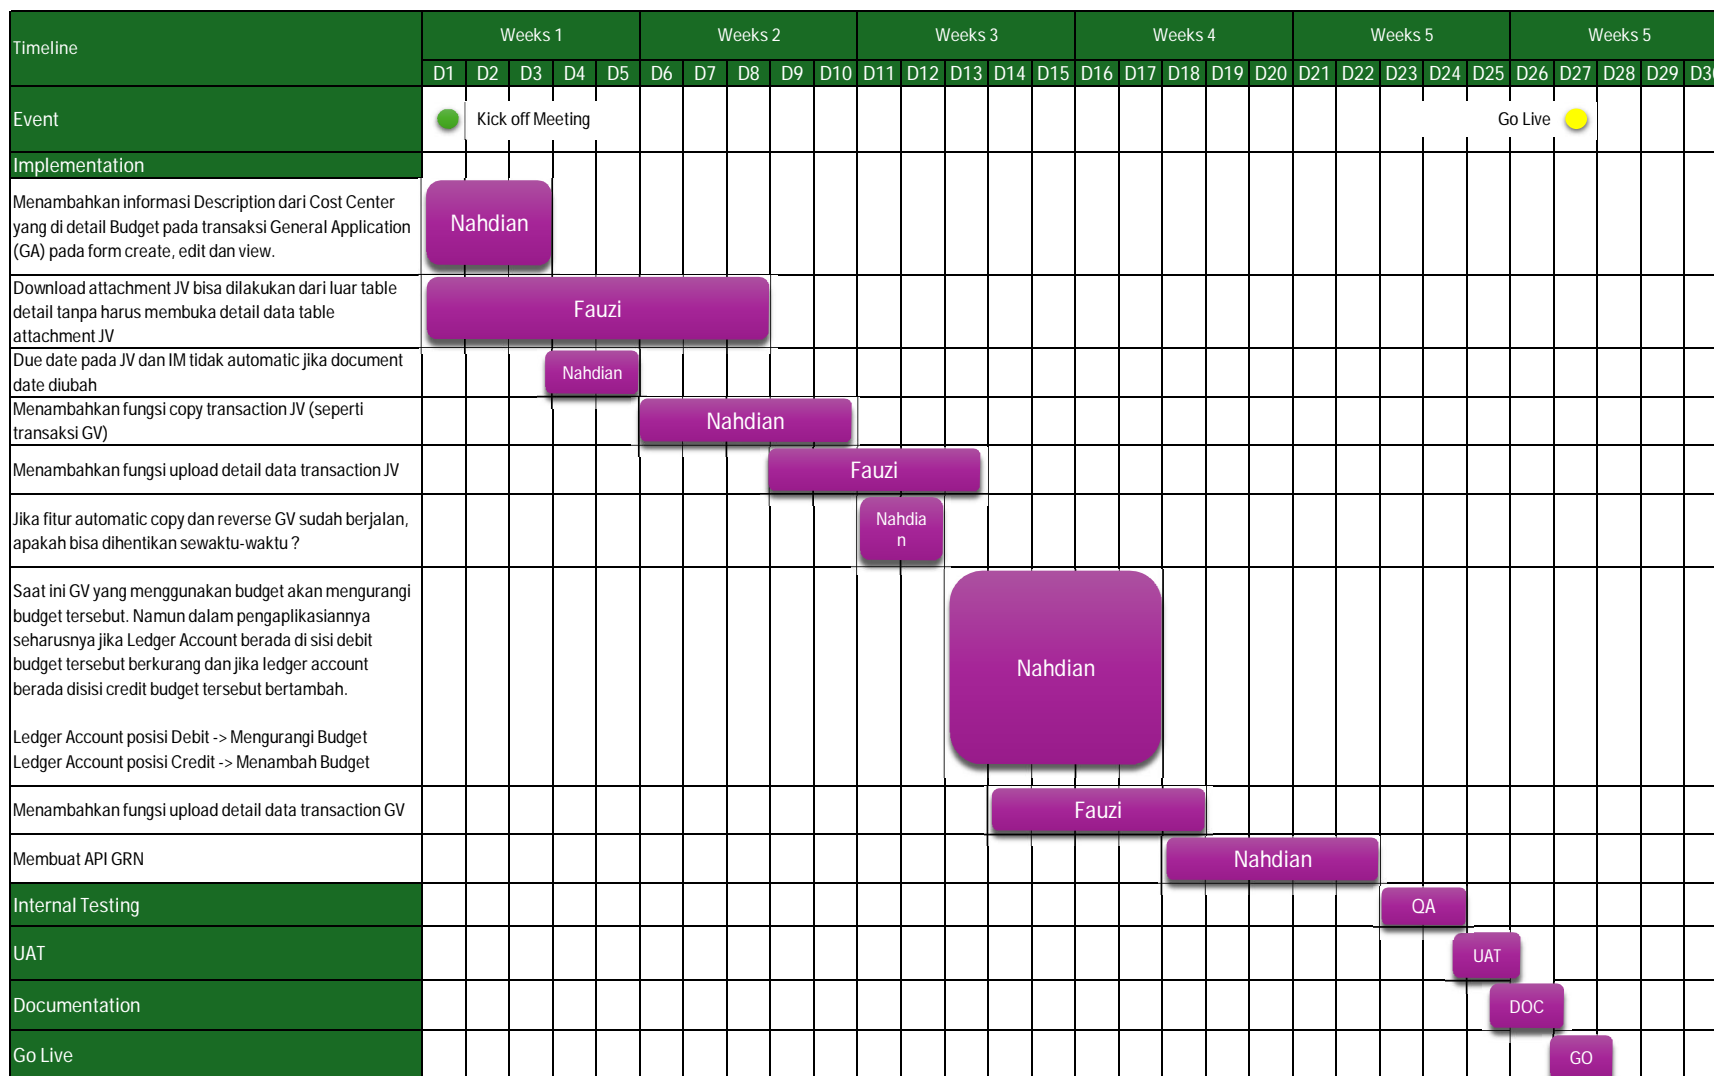 Timeline
Weeks 1
Weeks 2
Weeks 3
Weeks 4
Weeks 5
Weeks 5
D1 D2 D3 D4 D5 D6 D7 D8 D9 D10 D11 D12 D13 D14 D15 D16 D17 D18 D19 D20 D21 D22 D23 D24 D25 D26 D27 D28 D29
Event
Kick off Meeting
Go Live
Implementation
Menambahkan informasi Description dari Cost Center
yang di detail Budget pada transaksi General Application
(GA) pada form create, edit dan view.
Nahdian
Download attachment JV bisa dilakukan dari luar table
detail tanpa harus membuka detail data table
attachment JV
Fauzi
Due date pada JV dan IM tidak automatic jika document
date diubah
Nahdian
Menambahkan fungsi copy transaction JV (seperti
transaksi GV)
Nahdian
Menambahkan fungsi upload detail data transaction JV
Fauzi
Jika fitur automatic copy dan reverse GV sudah berjalan,
apakah bisa dihentikan sewaktu-waktu ?
Nahdia
n
Saat ini GV yang menggunakan budget akan mengurangi
budget tersebut. Namun dalam pengaplikasiannya
seharusnya jika Ledger Account berada di sisi debit
budget tersebut berkurang dan jika ledger account
berada disisi credit budget tersebut bertambah.
Ledger Account posisi Debit -> Mengurangi Budget
Ledger Account posisi Credit -> Menambah Budget
Nahdian
Menambahkan fungsi upload detail data transaction GV
Fauzi
Membuat API GRN
Nahdian
Internal Testing
QA
UAT
UAT
Documentation
DOC
Go Live
GO